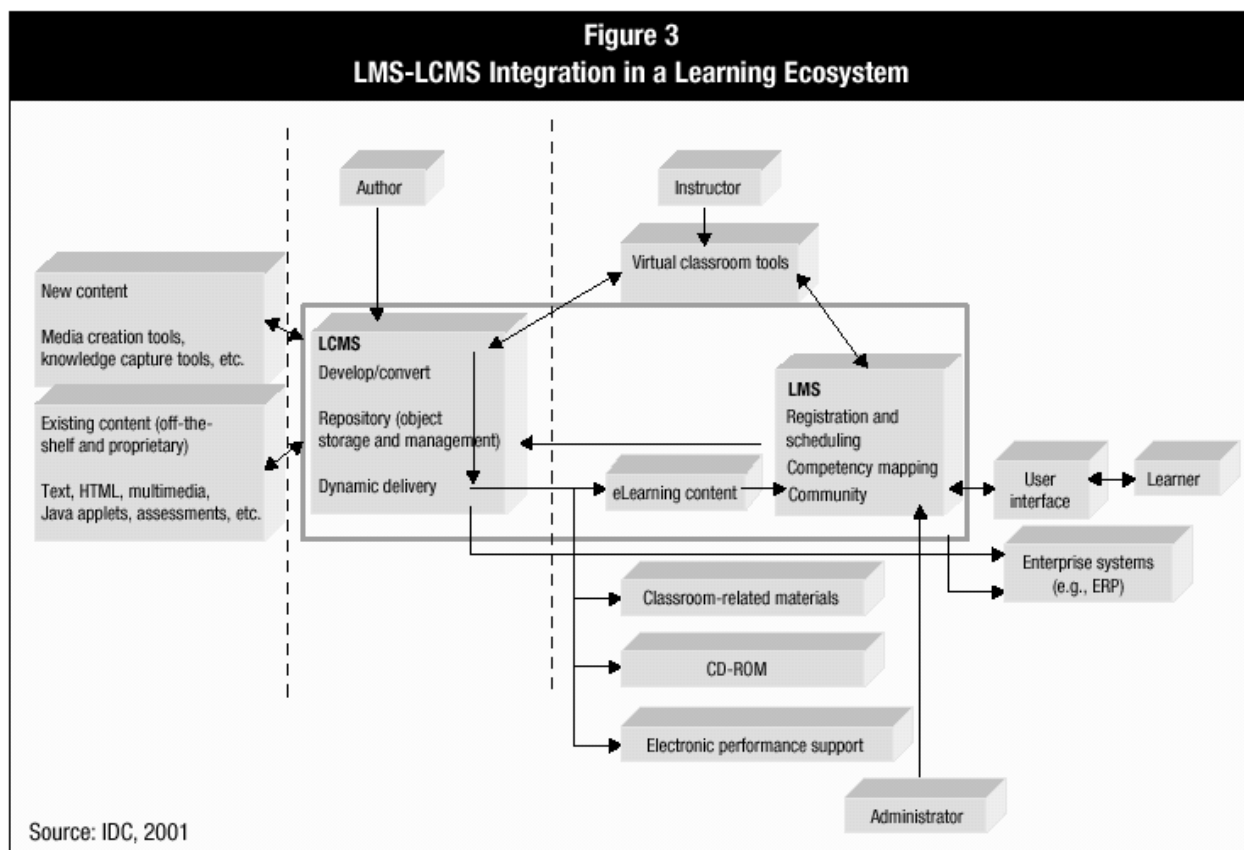 Figure 3
LMS-LCMS Integration in a Learning Ecosystem
Author
Instructor
Virtual classroom tools
New content
Media creation tools,
knowledge capture tools, etc.
Existing content (off-the-
shelf and proprietary)
Text, HTML, multimedia,
Java applets, assessments, etc.
LCMS
Develop/convert
Repository (object
storage and management)
Dynamic delivery
eLearning content
LMS
Registration and
scheduling
Competency mapping
Community
User
interface
Learner
Enterprise systems
(e.g., ERP)
Classroom-related materials
CD-ROM
Electronic performance support
Administrator
Source: IDC, 2001